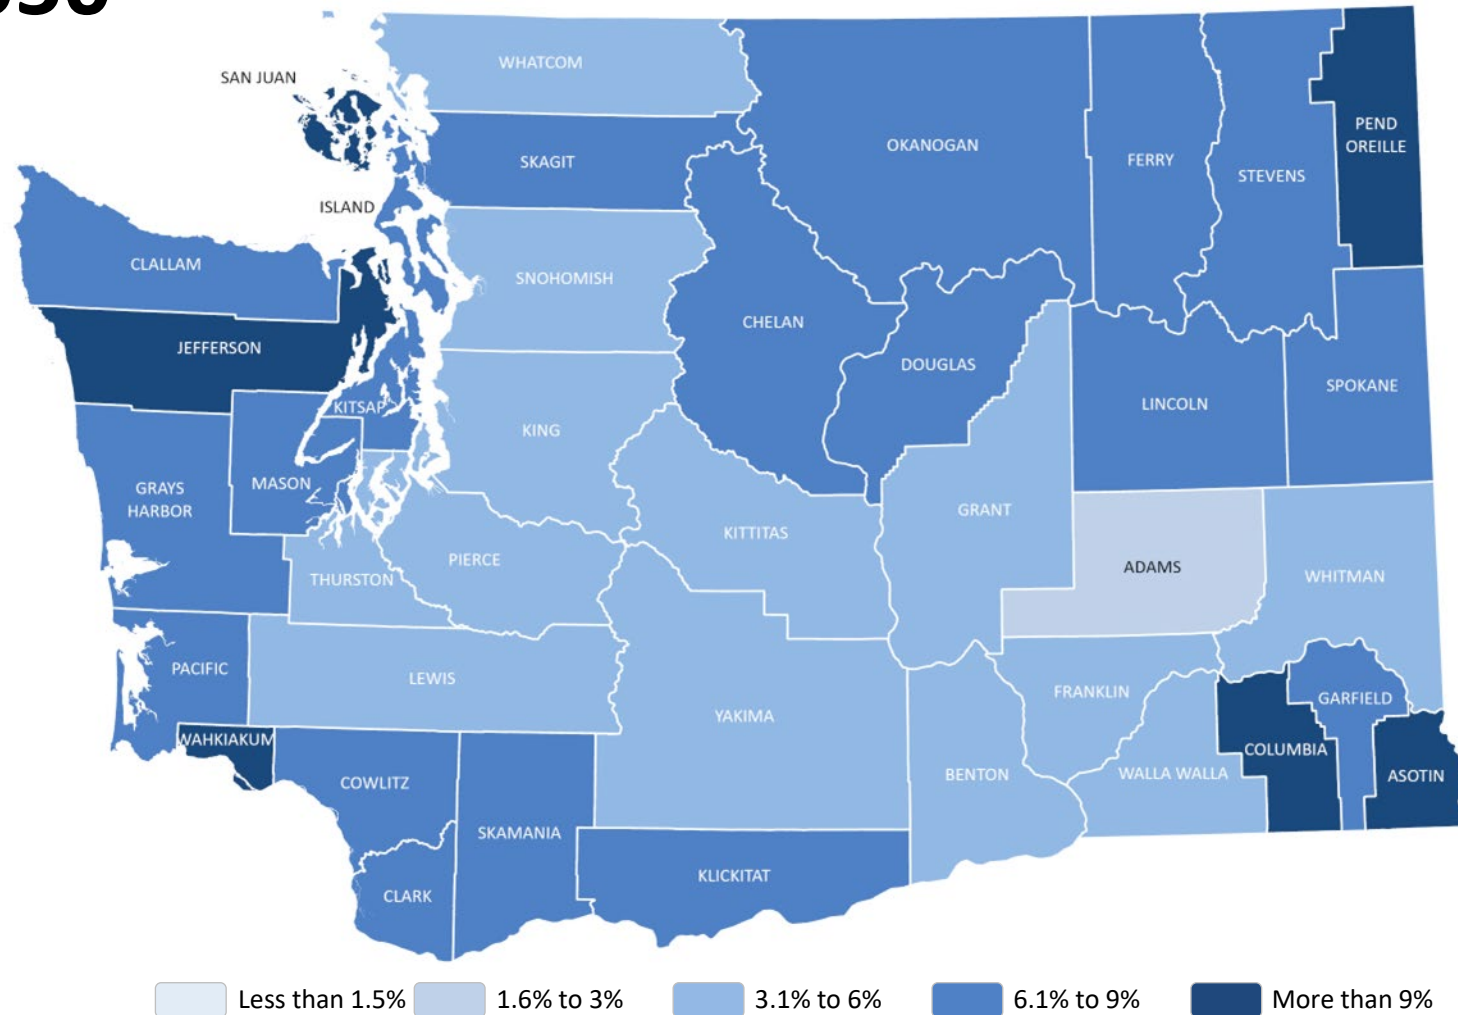 WHATCOM
SAN JUAN
SKAGIT
OKANOGAN
FERRY
STEVENS
PEND
OREILLE
ISLAND
CLALLAM
SNOHOMISH
CHELAN
JEFFERSON
DOUGLAS
KITSAP
KING
LINCOLN
SPOKANE
GRAYS
HARBOR
MASON
KITTITAS
GRANT
THURSTON
PIERCE
ADAMS
WHITMAN
PACIFIC
LEWIS
YAKIMA
FRANKLIN
GARFIELD
WAHKIAKUM
COWLITZ
BENTON
WALLA WALLA
COLUMBIA
ASOTIN
SKAMANIA
CLARK
KLICKITAT
Less than 1.5% 1.6% to 3% 3.1% to 6% 6.1% to 9% More than 9%